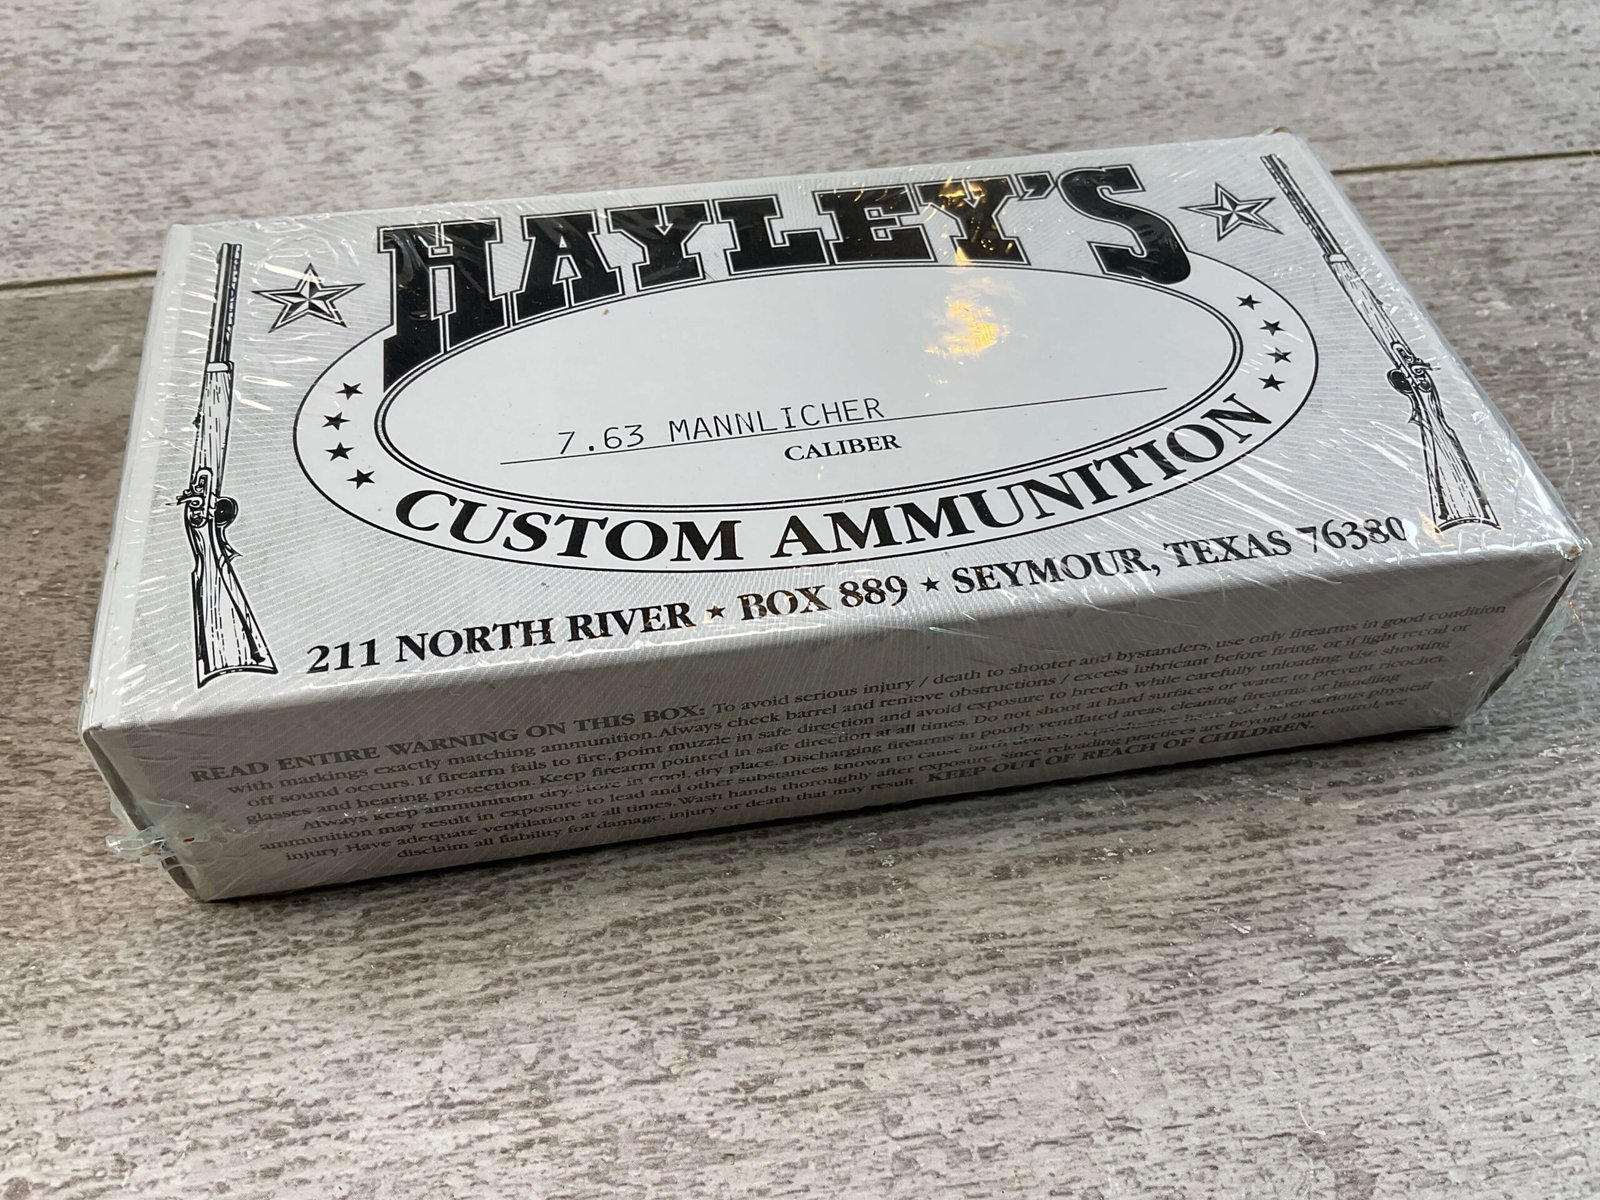 HAYLEY'S
7.63 MANNLICHER
CALIBER
CUSTOM AMMUNITION
211 NORTH RIVER ★ BOX 889 ★ SEYMOUR, TEXAS 76380
READ ENTIRE WARNING ON THIS BOX: To avoid serious injury / death to shooter and bystanders, use only firearms in good condition
with markings exactly matching ammunition. Always check barrel and remove obstructions / excess lubricant before firing, or if light recoil or
off sound occurs. If firearm fails to fire, point muzzle in safe direction and avoid exposure to breech while carefully unloading. Use shooting
glasses and hearing protection. Keep firearm pointed in safe direction at all times. Do not shoot at hard surfaces or water, to prevent ricochet.
Always keep ammunition dry. Store in cool, dry place. Discharging firearms in poorly ventilated areas, cleaning firearms or handling
ammunition may result in exposure to lead and other substances known to cause birth defects, reproductive harm and other serious physical
injury. Have adequate ventilation at all times. Wash hands thoroughly after exposure. Since reloading practices are beyond our control, we
disclaim all liability for damage, injury or death that may result. KEEP OUT OF REACH OF CHILDREN.